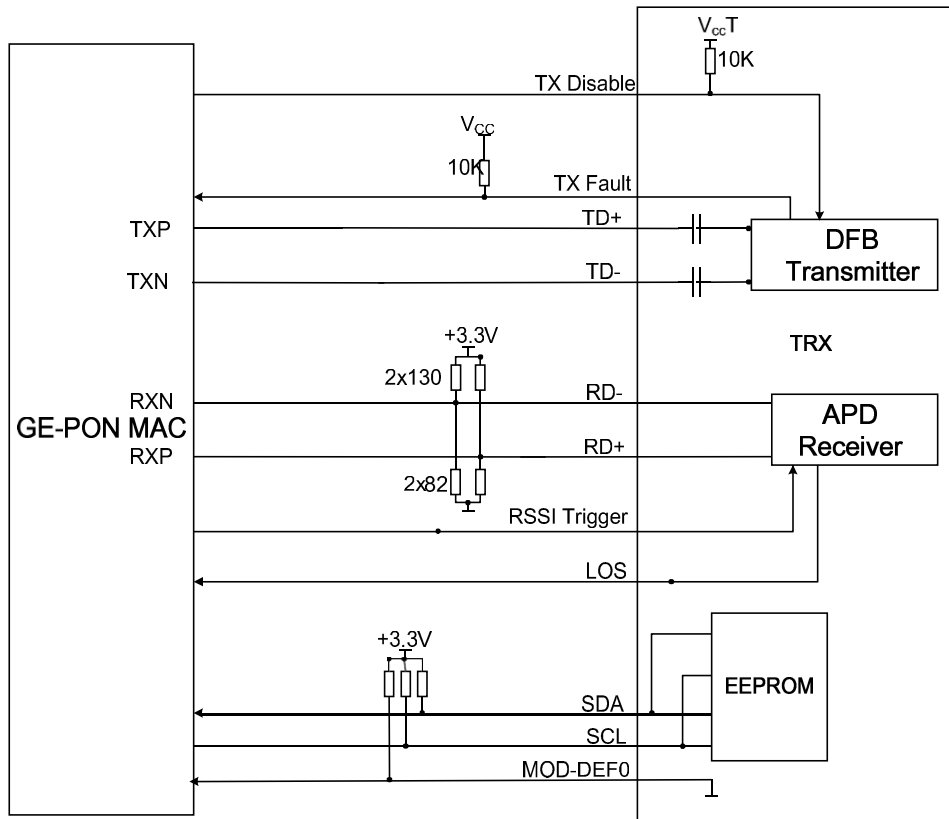 VccT
10K
TX Disable
VCC
10K
TX Fault
TXP
TD+
DFB
Transmitter
TXN
TD-
+3.3V
TRX
2x130
RXN
RD-
APD
Receiver
GE-PON MAC
RXP
RD+
2x82
RSSI Trigger
LOS
+3.3V
EEPROM
SDA
SCL
MOD-DEF0